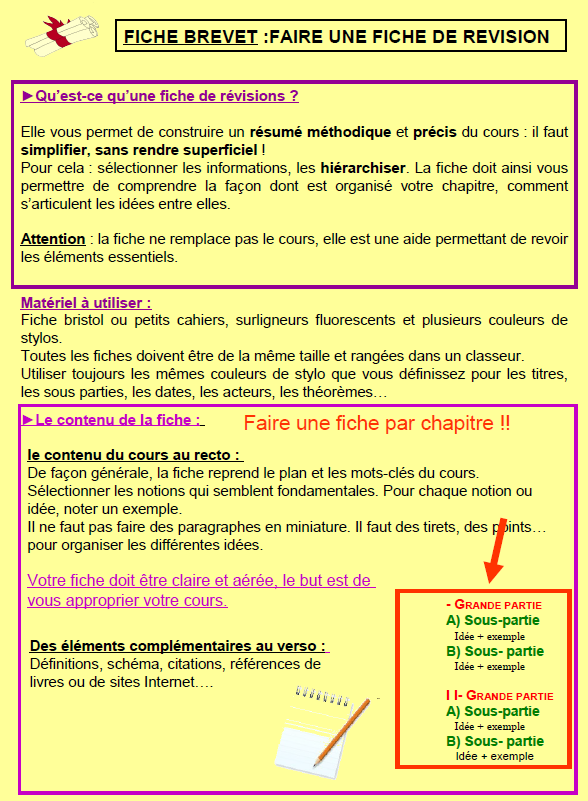 FICHE BREVET :FAIRE UNE FICHE DE REVISION
►Qu'est-ce qu'une fiche de révisions ?
Elle vous permet de construire un résumé méthodique et précis du cours : il faut
simplifier, sans rendre superficiel !
Pour cela : sélectionner les informations, les hiérarchiser. La fiche doit ainsi vous
permettre de comprendre la façon dont est organisé votre chapitre, comment
s'articulent les idées entre elles.
Attention : la fiche ne remplace pas le cours, elle est une aide permettant de revoir
les éléments essentiels.
Matériel à utiliser :
Fiche bristol ou petits cahiers, surligneurs fluorescents et plusieurs couleurs de
stylos.
Toutes les fiches doivent être de la même taille et rangées dans un classeur.
Utiliser toujours les mêmes couleurs de stylo que vous définissez pour les titres,
les sous parties, les dates, les acteurs, les théorèmes…
►Le contenu de la fiche :
Faire une fiche par chapitre !!
le contenu du cours au recto :
De façon générale, la fiche reprend le plan et les mots-clés du cours.
Sélectionner les notions qui semblent fondamentales. Pour chaque notion ou
idée, noter un exemple.
Il ne faut pas faire des paragraphes en miniature. Il faut des tirets, des points…
pour organiser les différentes idées.
Votre fiche doit être claire et aérée, le but est de
vous approprier votre cours.
Des éléments complémentaires au verso :
Définitions, schéma, citations, références de
livres ou de sites Internet….
- GRANDE PARTIE
A) Sous-partie
Idée + exemple
B) Sous- partie
Idée + exemple
I I- GRANDE PARTIE
A) Sous-partie
Idée + exemple
B) Sous- partie
Idée + exemple